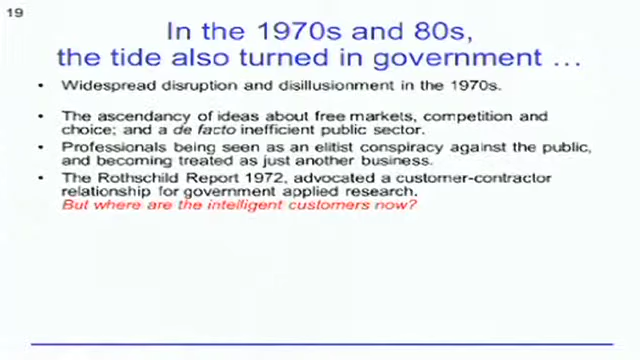 19
In the 1970s and 80s,
the tide also turned in government …
• Widespread disruption and disillusionment in the 1970s.
• The ascendancy of ideas about free markets, competition and
choice; and a de facto inefficient public sector.
• Professionals being seen as an elitist conspiracy against the public,
and becoming treated as just another business.
• The Rothschild Report 1972, advocated a customer-contractor
relationship for government applied research.
But where are the intelligent customers now?